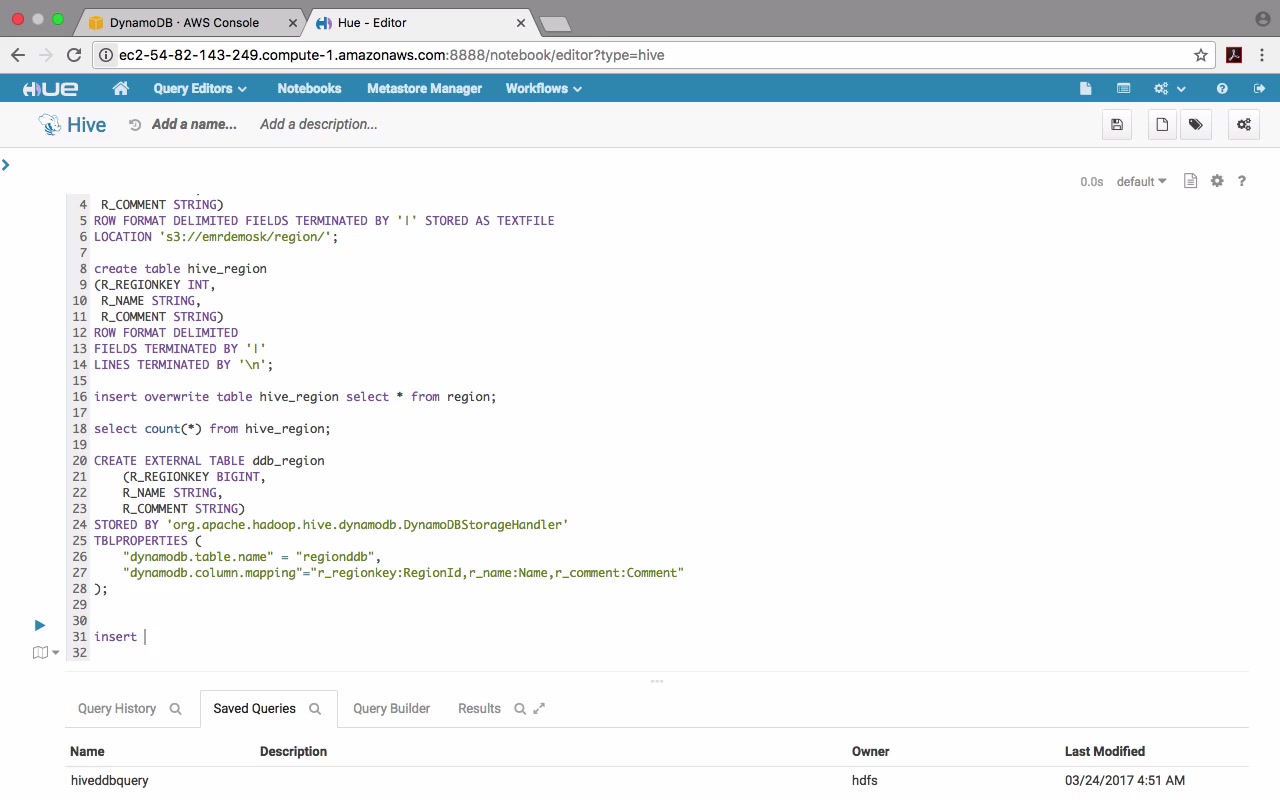 DynamoDB · AWS Console
Hue - Editor
ec2-54-82-143-249.compute-1.amazonaws.com:8888/notebook/editor?type=hive
HUE Query Editors Notebooks Metastore Manager Workflows
Hive Add a name... Add a description...
0.0s default ?
4 R_COMMENT STRING)
5 ROW FORMAT DELIMITED FIELDS TERMINATED BY '|' STORED AS TEXTFILE
6 LOCATION 's3://emrdemosk/region/';
7
8 create table hive_region
9 (R_REGIONKEY INT,
10 R_NAME STRING,
11 R_COMMENT STRING)
12 ROW FORMAT DELIMITED
13 FIELDS TERMINATED BY '|'
14 LINES TERMINATED BY '\n';
15
16 insert overwrite table hive_region select * from region;
17
18 select count(*) from hive_region;
19
20 CREATE EXTERNAL TABLE ddb_region
21 (R_REGIONKEY BIGINT,
22 R_NAME STRING,
23 R_COMMENT STRING)
24 STORED BY 'org.apache.hadoop.hive.dynamodb.DynamoDBStorageHandler'
25 TBLPROPERTIES (
26 "dynamodb.table.name" = "regionddb",
27 "dynamodb.column.mapping"="r_regionkey:RegionId,r_name:Name,r_comment:Comment"
28 );
29
30
31 insert
32
Query History Saved Queries Query Builder Results
Name Description Owner Last Modified
hiveddbquery hdfs 03/24/2017 4:51 AM